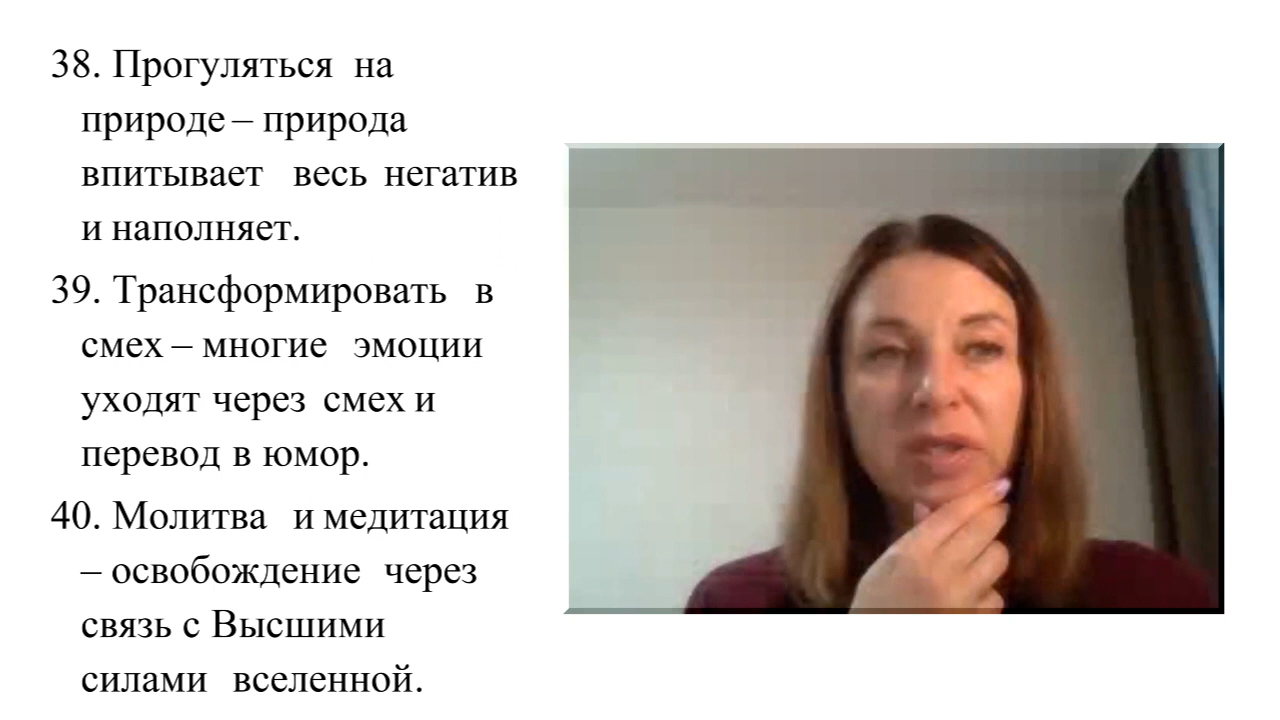 38. Прогуляться на
природе – природа
впитывает весь негатив
и наполняет.
39. Трансформировать в
смех – многие эмоции
уходят через смех и
перевод в юмор.
40. Молитва и медитация
– освобождение через
связь с Высшими
силами вселенной.